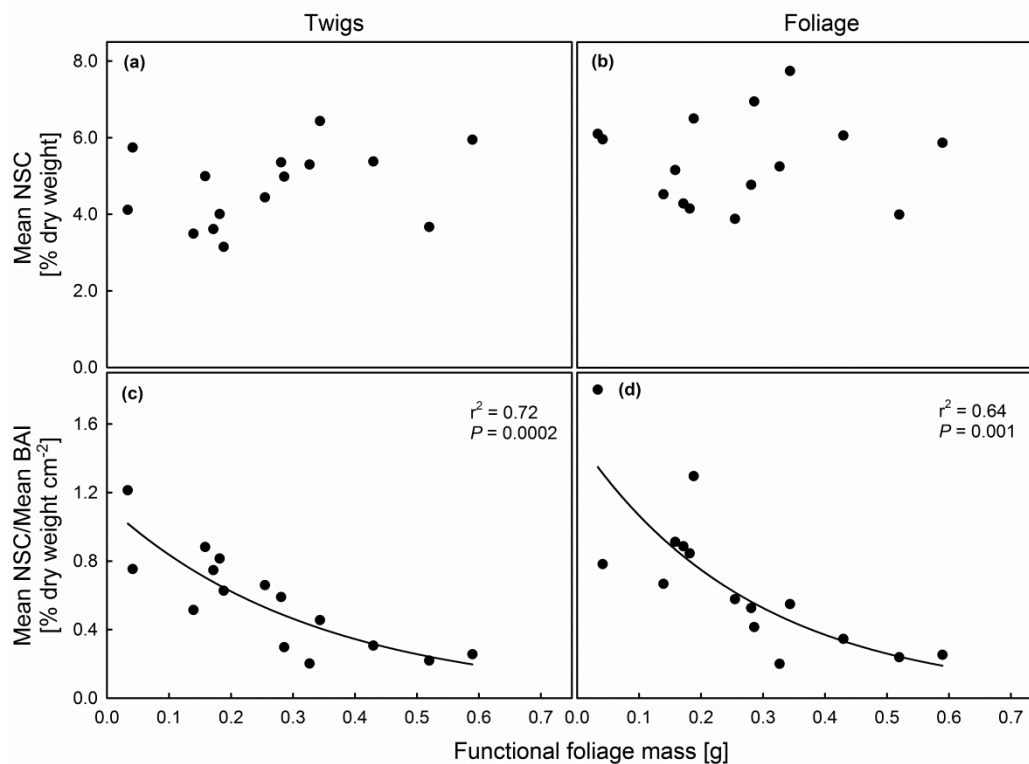 Twigs
Foliage
Mean NSC
[% dry weight]
8.0
6.0
4.0
2.0
0.0
(a)
(b)
Mean NSC/Mean BAI
[% dry weight cm⁻²]
1.6
1.2
0.8
0.4
0.0
(c)
r² = 0.72
P = 0.0002
(d)
r² = 0.64
P = 0.001
0.0 0.1 0.2 0.3 0.4 0.5 0.6 0.7 0.0 0.1 0.2 0.3 0.4 0.5 0.6 0.7
Functional foliage mass [g]